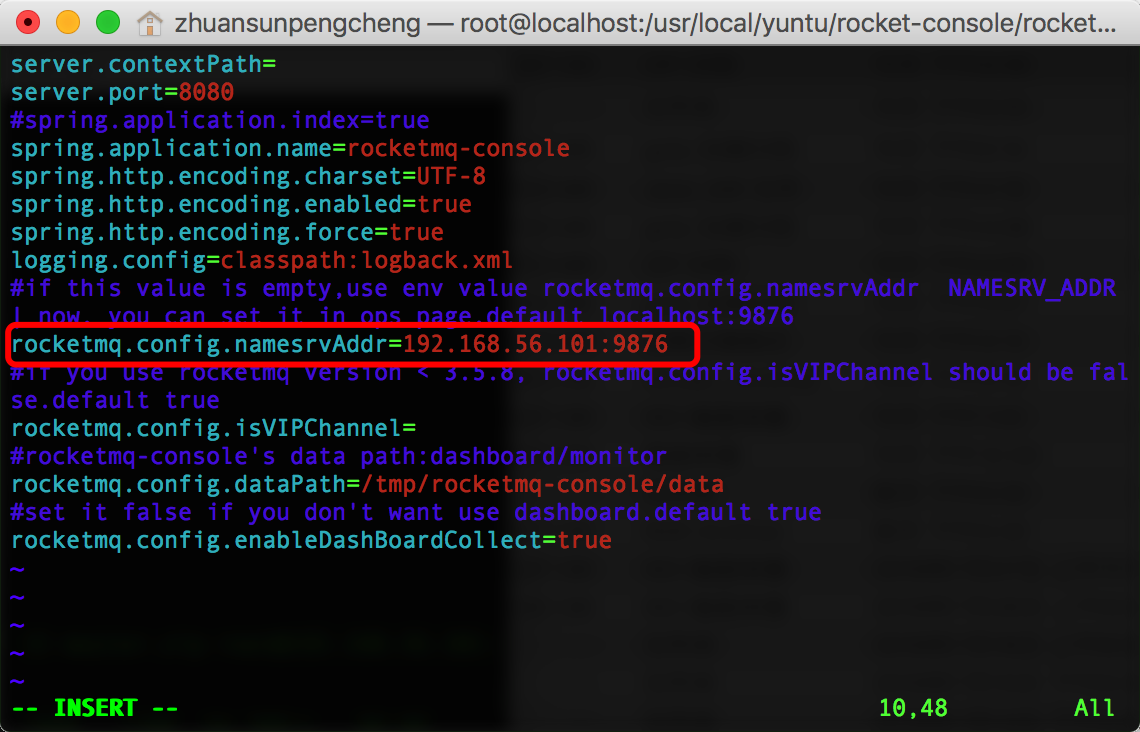 zhuansunpengcheng — root@localhost:/usr/local/yuntu/rocket-console/rocket...
server.contextPath=
server.port=8080
#spring.application.index=true
spring.application.name=rocketmq-console
spring.http.encoding.charset=UTF-8
spring.http.encoding.enabled=true
spring.http.encoding.force=true
logging.config=classpath:logback.xml
#if this value is empty,use env value rocketmq.config.namesrvAddr  NAMESRV_ADDR
| now, you can set it in ops page.default localhost:9876
rocketmq.config.namesrvAddr=192.168.56.101:9876
#if you use rocketmq version < 3.5.8, rocketmq.config.isVIPChannel should be fal
se.default true
rocketmq.config.isVIPChannel=
#rocketmq-console's data path:dashboard/monitor
rocketmq.config.dataPath=/tmp/rocketmq-console/data
#set it false if you don't want use dashboard.default true
rocketmq.config.enableDashBoardCollect=true
~
~
~
~
~
-- INSERT -- 10,48 All